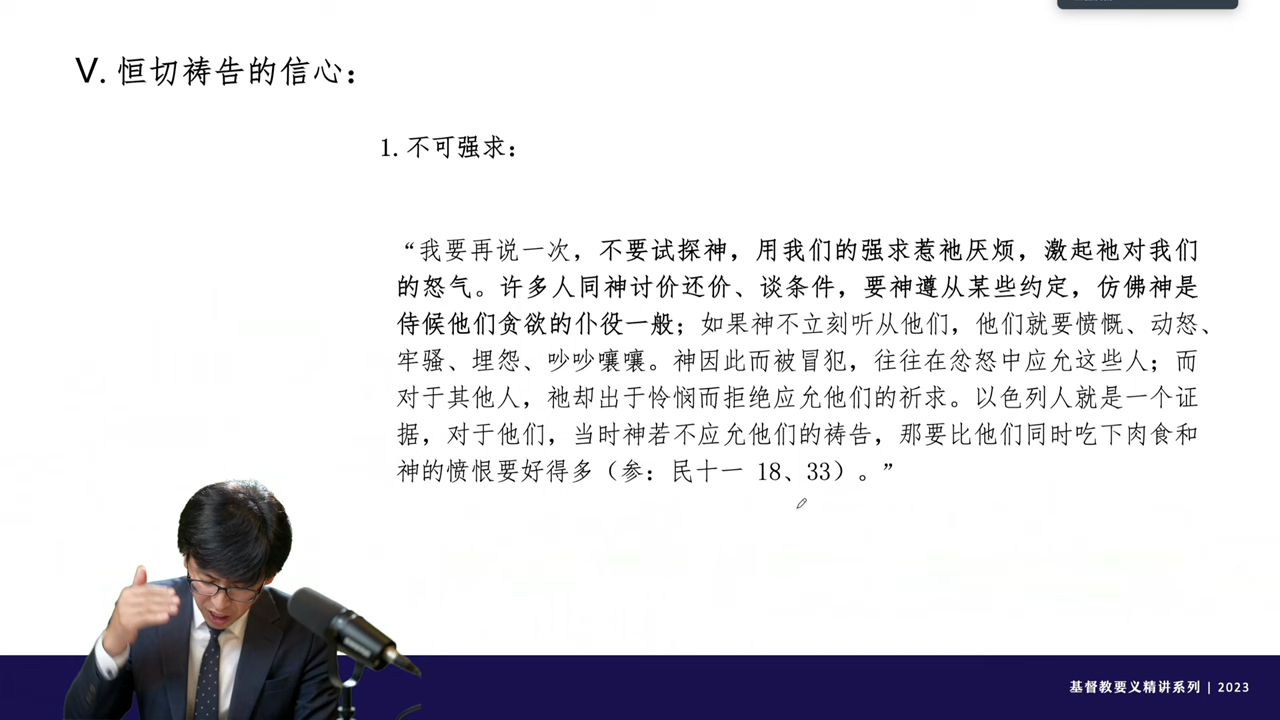 V. 恒切祷告的信心：
1. 不可强求：
“我要再说一次，不要试探神，用我们的强求惹祂厌烦，激起祂对我们
的怒气。许多人同神讨价还价、谈条件，要神遵从某些约定，仿佛神是
侍候他们贪欲的仆役一般；如果神不立刻听从他们，他们就要愤慨、动怒、
牢骚、埋怨、吵吵嚷嚷。神因此而被冒犯，往往在忿怒中应允这些人；而
对于其他人，祂却出于怜悯而拒绝应允他们的祈求。以色列人就是一个证
据，对于他们，当时神若不应允他们的祷告，那要比他们同时吃下肉食和
神的愤恨要好得多（参：民十一 18、33）。”
基督教要义精讲系列 | 2023